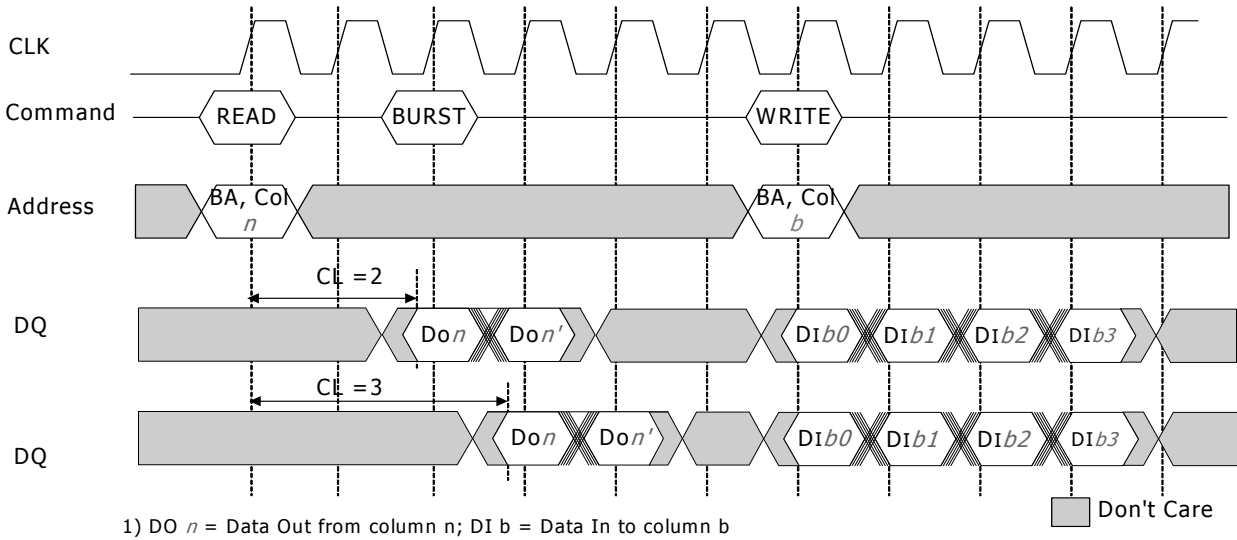 CLK
Command READ BURST WRITE
Address BA, Col n BA, Col b
CL =2
DQ Do n Do n' DI b0 DI b1 DI b2 DI b3
CL =3
DQ Do n Do n' DI b0 DI b1 DI b2 DI b3
Don't Care
1) DO n = Data Out from column n; DI b = Data In to column b